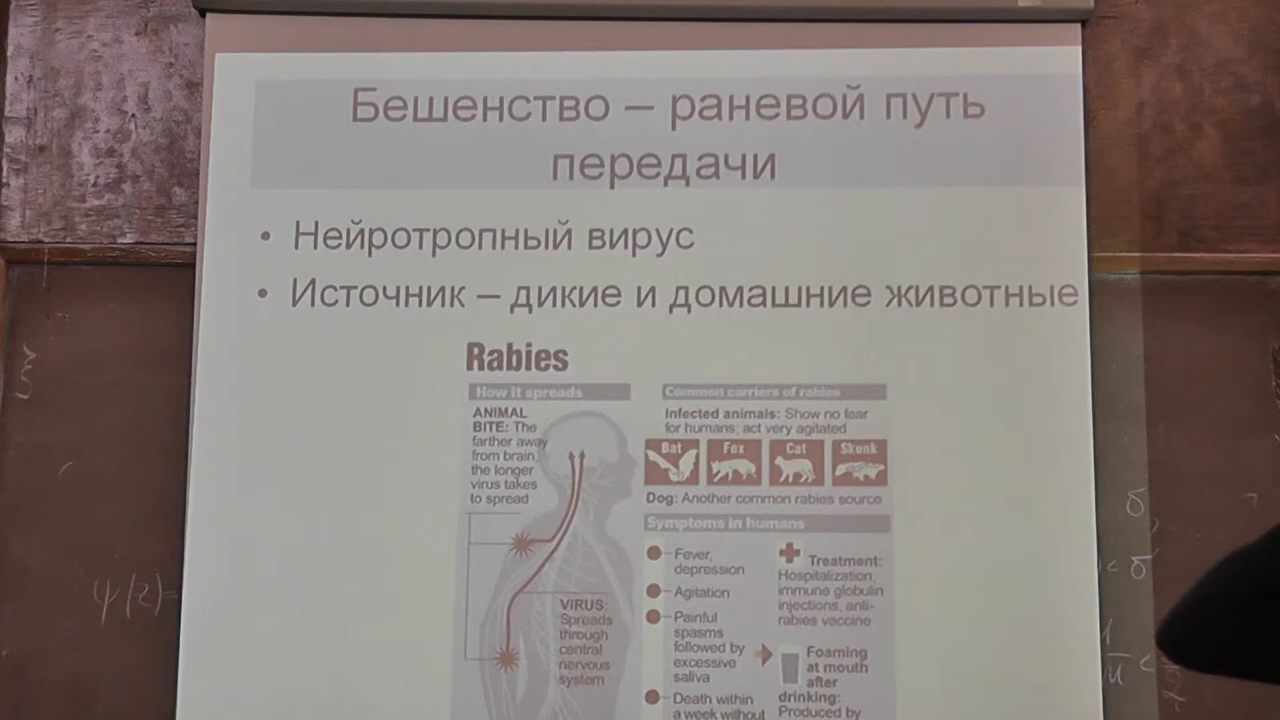 Бешенство – раневой путь
передачи
• Нейротропный вирус
• Источник – дикие и домашние животные
Rabies
How it spreads
ANIMAL
BITE: The
farther away
from brain,
the longer
virus takes
to spread
VIRUS:
Spreads
through
central
nervous
system
Common carriers of rabies
Infected animals: Show no fear
for humans; act very agitated
Bat Fox Cat Skunk
Dog: Another common rabies source
Symptoms in humans
Fever,
depression
Agitation
Painful
spasms
followed by
excessive
saliva
Death within
a week without
Treatment:
Hospitalization,
immune globulin
injections, anti-
rabies vaccine
Foaming
at mouth
after
drinking:
Produced by
ψ(z)=